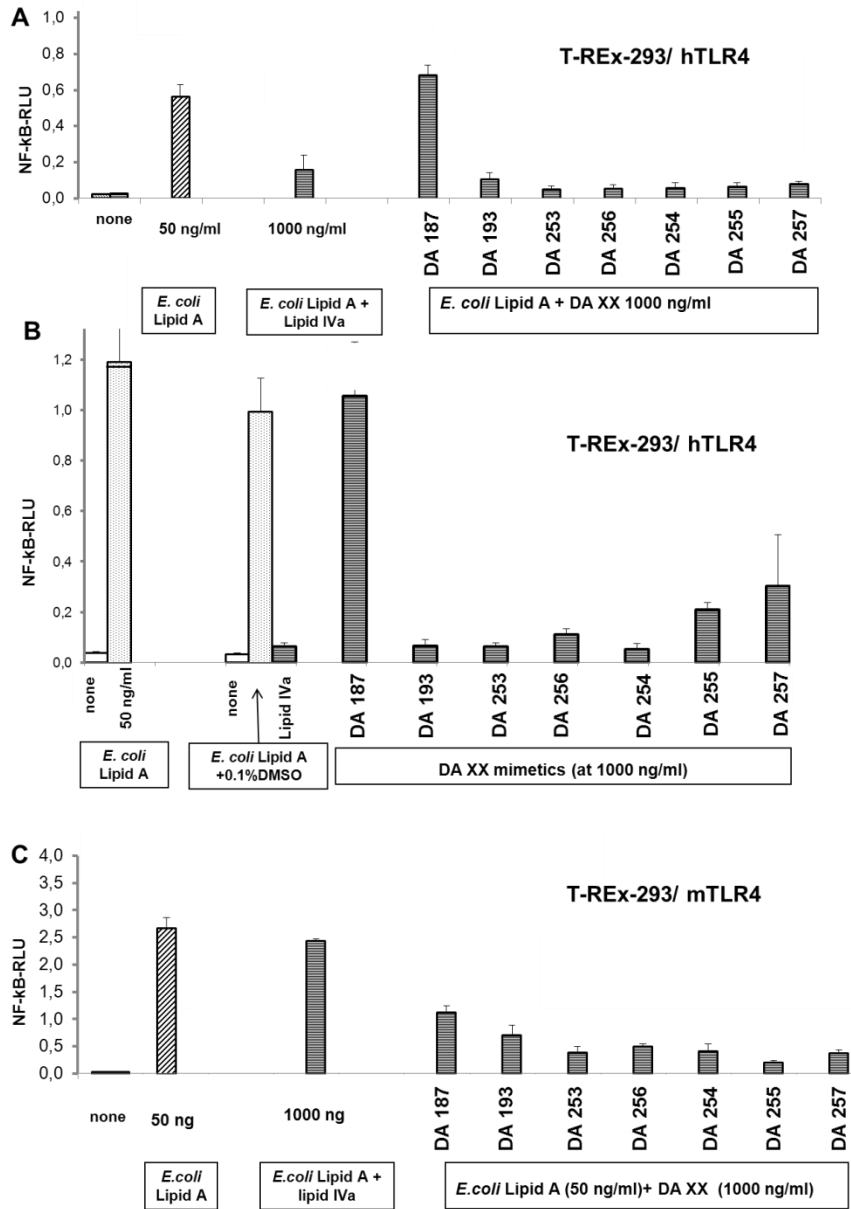 A
T-REx-293/ hTLR4
NF-kB-RLU
1,0
0,8
0,6
0,4
0,2
0,0
none
50 ng/ml
1000 ng/ml
DA 187
DA 193
DA 253
DA 256
DA 254
DA 255
DA 257
E. coli
Lipid A
E. coli Lipid A +
Lipid IVa
E. coli Lipid A + DA XX 1000 ng/ml
B
T-REx-293/ hTLR4
NF-kB-RLU
1,2
1,0
0,8
0,6
0,4
0,2
0,0
none
50 ng/ml
none
Lipid IVa
DA 187
DA 193
DA 253
DA 256
DA 254
DA 255
DA 257
E. coli
Lipid A
E. coli Lipid A
+0.1%DMSO
DA XX mimetics (at 1000 ng/ml)
C
T-REx-293/ mTLR4
NF-kB-RLU
4,0
3,5
3,0
2,5
2,0
1,5
1,0
0,5
0,0
none
50 ng
1000 ng
DA 187
DA 193
DA 253
DA 256
DA 254
DA 255
DA 257
E.coli
Lipid A
E.coli Lipid A +
lipid IVa
E.coli Lipid A (50 ng/ml)+ DA XX (1000 ng/ml)